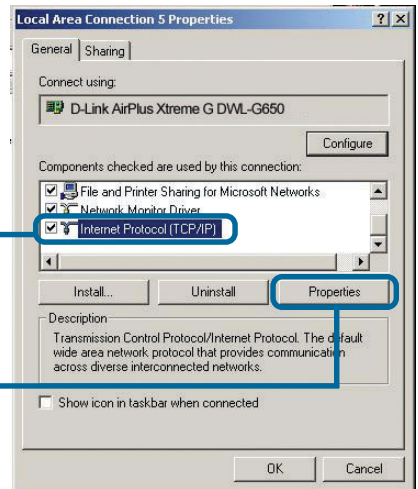 Local Area Connection 5 Properties
General Sharing
Connect using:
D-Link AirPlus Xtreme G DWL-G650
Configure
Components checked are used by this connection:
File and Printer Sharing for Microsoft Networks
Network Monitor Driver
Internet Protocol (TCP/IP)
Install... Uninstall Properties
Description
Transmission Control Protocol/Internet Protocol. The default
wide area network protocol that provides communication
across diverse interconnected networks.
Show icon in taskbar when connected
OK Cancel